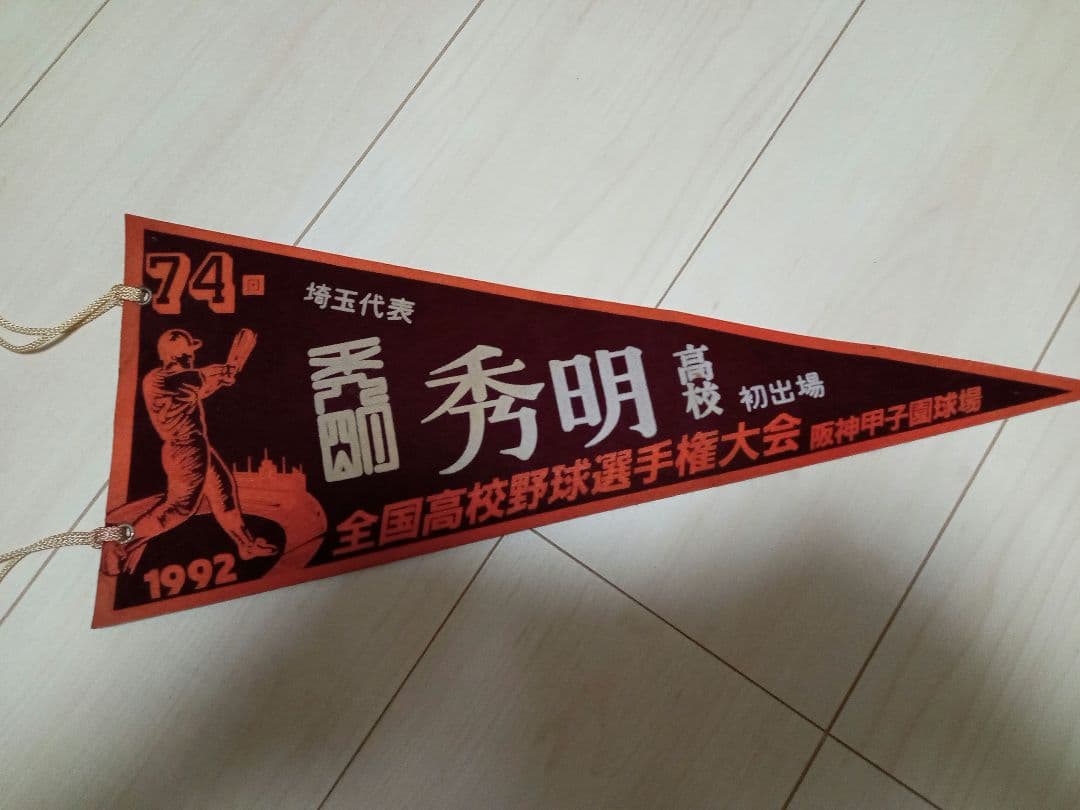 74回
埼玉代表
秀明
秀明高校 初出場
全国高校野球選手権大会 阪神甲子園球場
1992